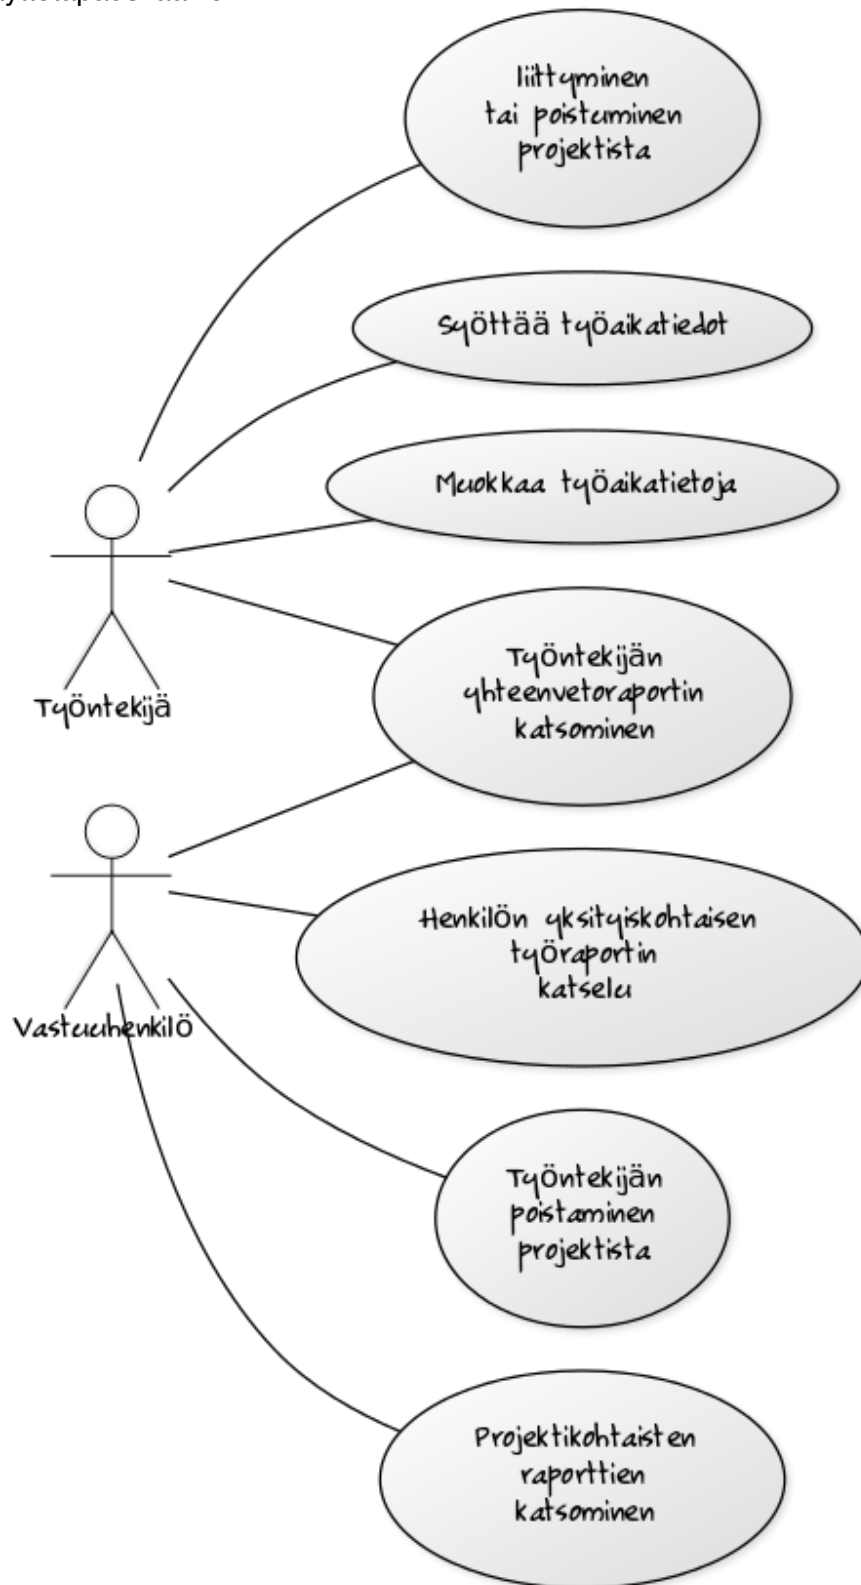 liittyminen
tai poistuminen
projektista
Syöttää työaikatiedot
Muokkaa työaikatietoja
Työntekijän
yhteenvetoraportin
katsominen
Työntekijä
Henkilön yksityiskohtaisen
työraportin
katselu
Vastuuhenkilö
Työntekijän
poistaminen
projektista
Projektikohtaisten
raporttien
katsominen